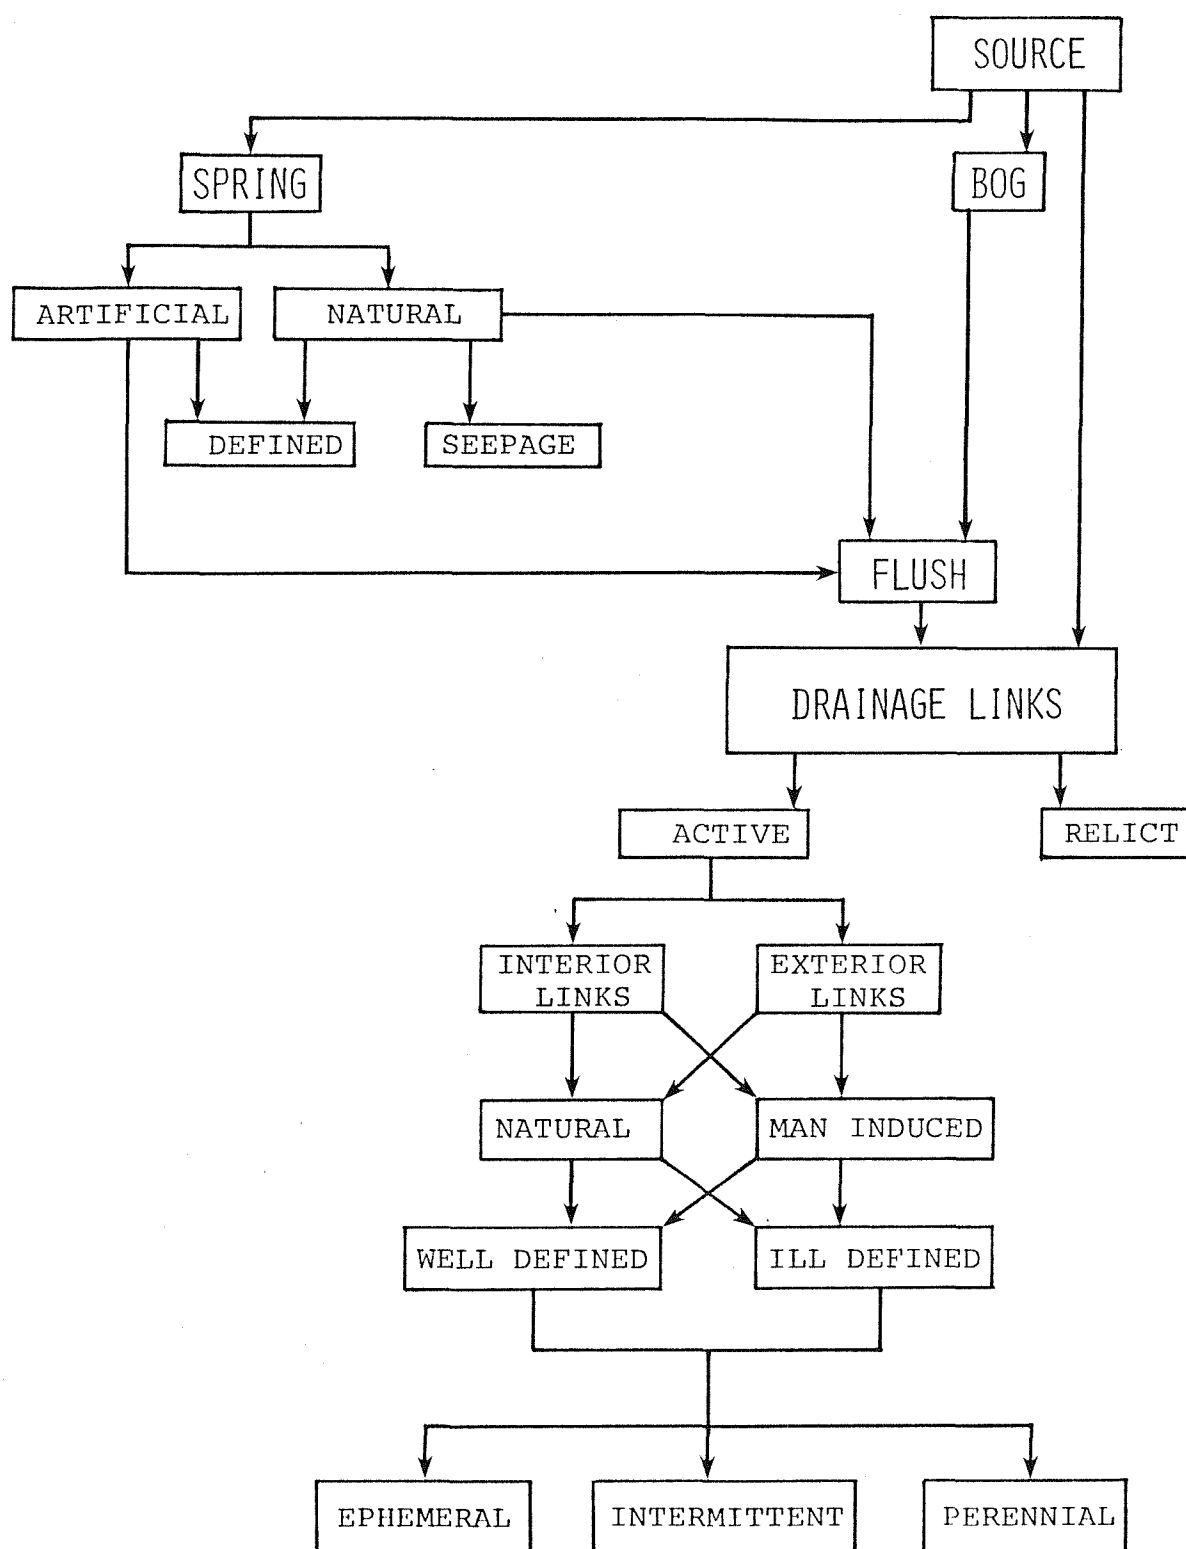 SOURCE
SPRING
BOG
ARTIFICIAL
NATURAL
DEFINED
SEEPAGE
FLUSH
DRAINAGE LINKS
ACTIVE
RELICT
INTERIOR
LINKS
EXTERIOR
LINKS
NATURAL
MAN INDUCED
WELL DEFINED
ILL DEFINED
EPHEMERAL
INTERMITTENT
PERENNIAL